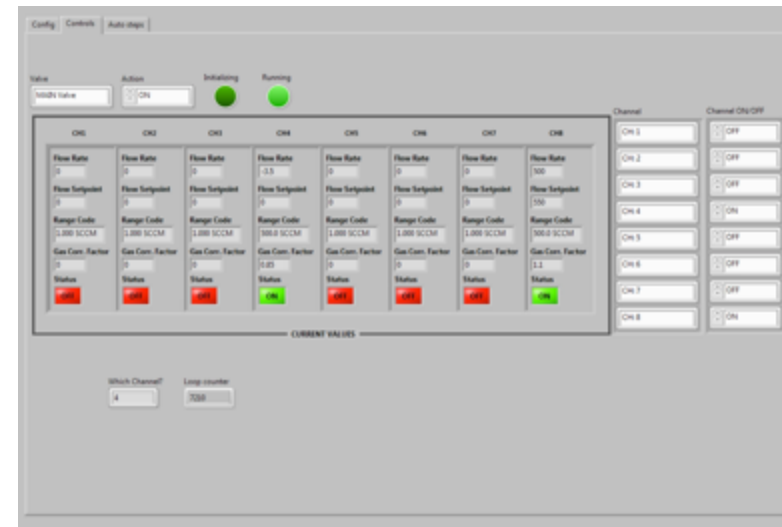 Config Controls Auto steps
Valve Action Initializing Running
MAIN Valve ON
Channel Channel ON/OFF
CH1 CH2 CH3 CH4 CH5 CH6 CH7 CH8
CH 1 OFF
Flow Rate Flow Rate Flow Rate Flow Rate Flow Rate Flow Rate Flow Rate Flow Rate
0 0 0 -3.5 0 0 0 500
CH 2 OFF
Flow Setpoint Flow Setpoint Flow Setpoint Flow Setpoint Flow Setpoint Flow Setpoint Flow Setpoint Flow Setpoint
0 0 0 0 0 0 0 550
CH 3 OFF
Range Code Range Code Range Code Range Code Range Code Range Code Range Code Range Code
1.000 SCCM 1.000 SCCM 1.000 SCCM 500.0 SCCM 1.000 SCCM 1.000 SCCM 1.000 SCCM 500.0 SCCM
CH 4 ON
Gas Corr. Factor Gas Corr. Factor Gas Corr. Factor Gas Corr. Factor Gas Corr. Factor Gas Corr. Factor Gas Corr. Factor Gas Corr. Factor
0 0 0 0.85 0 0 0 1.1
CH 5 OFF
CH 6 OFF
Status Status Status Status Status Status Status Status
OFF OFF OFF ON OFF OFF OFF ON
CH 7 OFF
CH 8 ON
CURRENT VALUES
Which Channel? Loop counter
4 7210